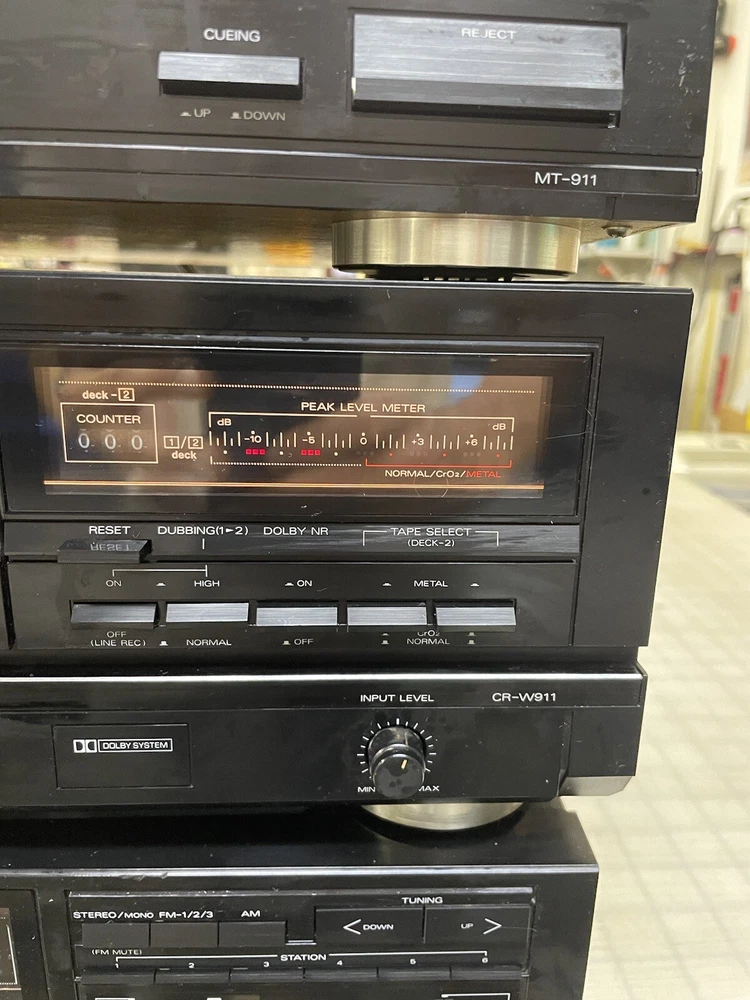 CUEING
REJECT
UP DOWN
MT-911
deck-2
COUNTER
000
1/2
deck
PEAK LEVEL METER
dB dB
-10 -5 0 +3 +6
NORMAL/CrO2/METAL
RESET DUBBING(1►2) DOLBY NR TAPE SELECT
(DECK-2)
RESET
ON HIGH ON METAL
OFF
(LINE REC) NORMAL OFF CrO2
NORMAL
INPUT LEVEL CR-W911
DOLBY SYSTEM
MIN MAX
TUNING
STEREO/MONO FM-1/2/3 AM
DOWN UP
(FM MUTE)
STATION
1 2 3 4 5 6